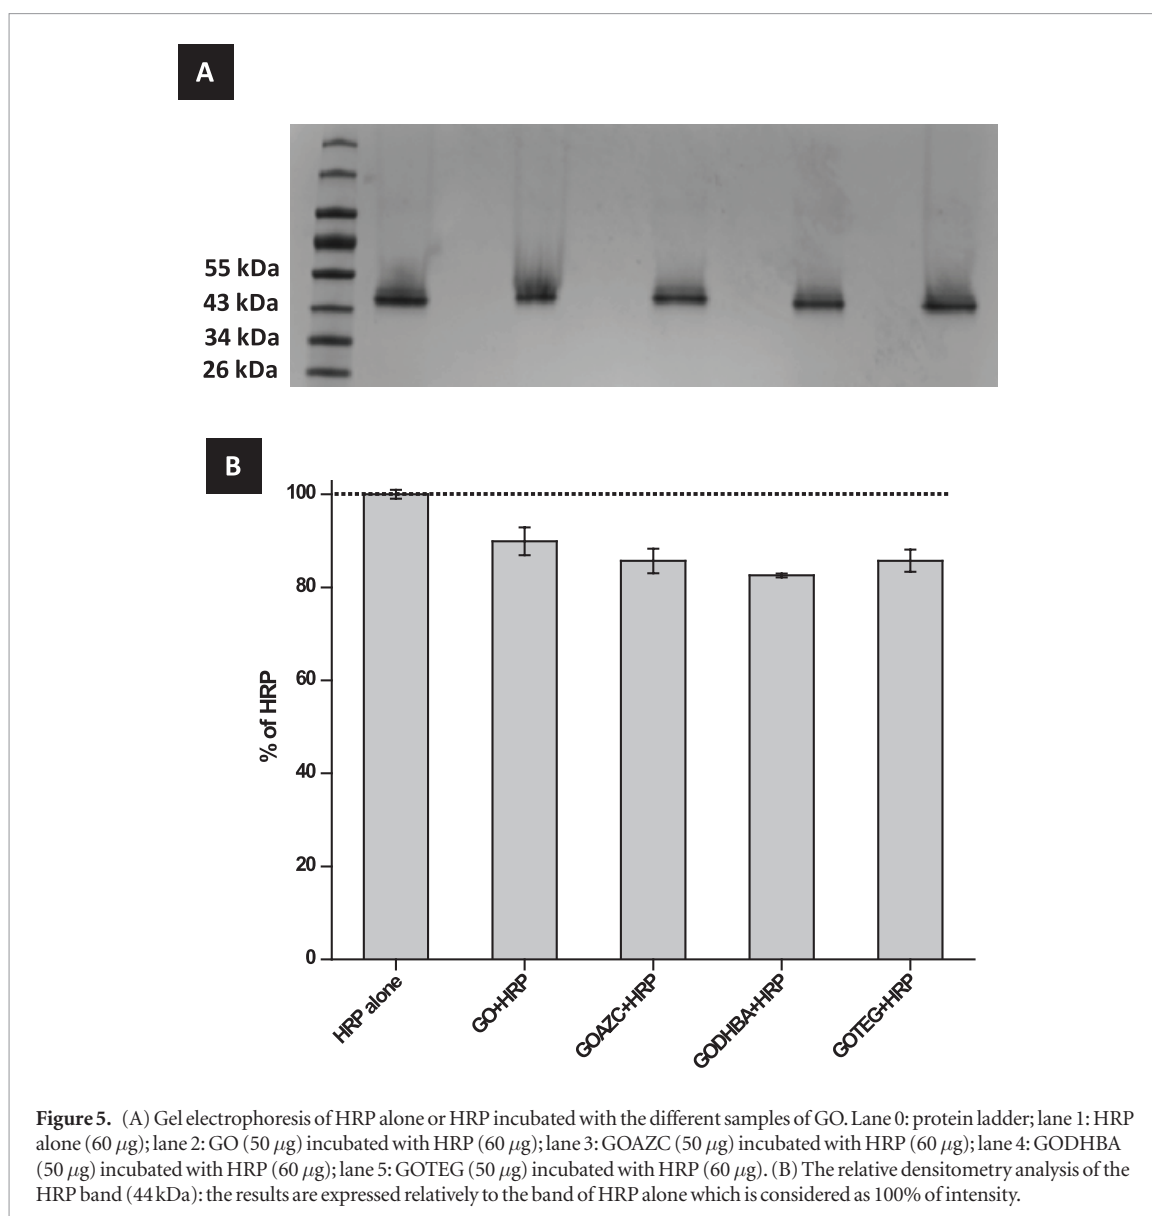 A
55 kDa
43 kDa
34 kDa
26 kDa
B
100
80
60
40
20
0
% of HRP
HRP alone
GO+HRP
GOAZC+HRP
GODHBA+HRP
GOTEG+HRP
Figure 5. (A) Gel electrophoresis of HRP alone or HRP incubated with the different samples of GO. Lane 0: protein ladder; lane 1: HRP
alone (60 μg); lane 2: GO (50 μg) incubated with HRP (60 μg); lane 3: GOAZC (50 μg) incubated with HRP (60 μg); lane 4: GODHBA
(50 μg) incubated with HRP (60 μg); lane 5: GOTEG (50 μg) incubated with HRP (60 μg). (B) The relative densitometry analysis of the
HRP band (44 kDa): the results are expressed relatively to the band of HRP alone which is considered as 100% of intensity.